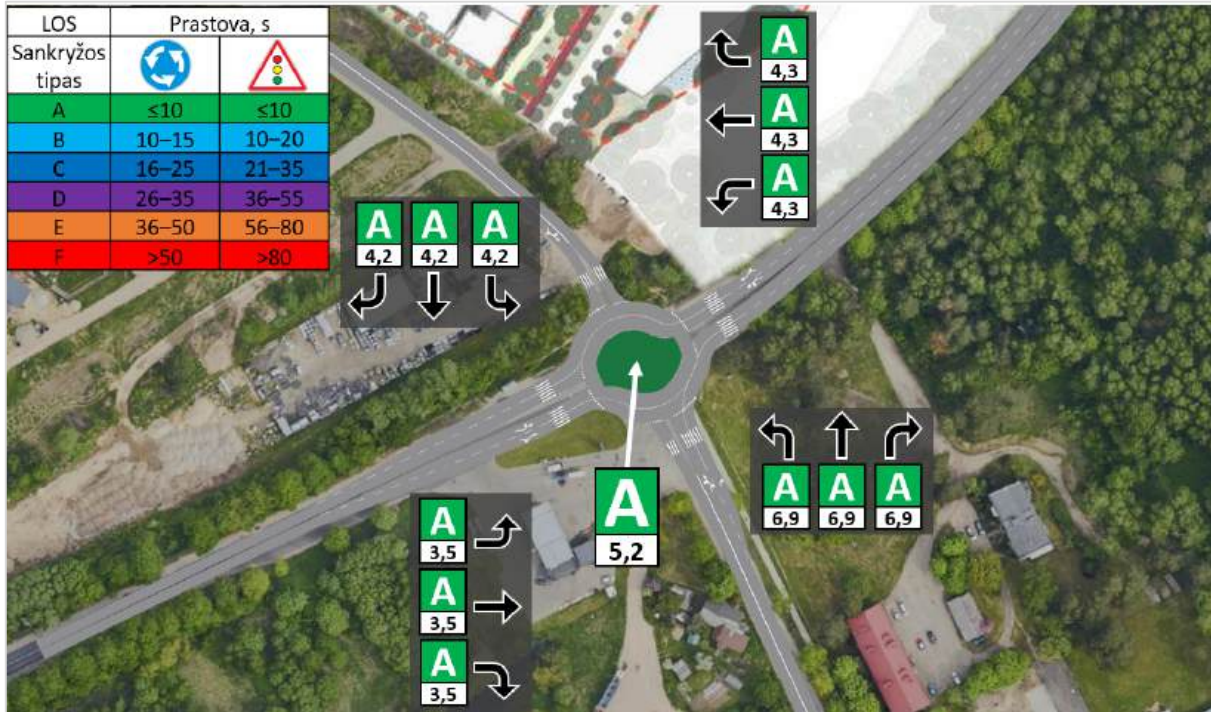 LOS Prastova, s
Sankryžos tipas
A ≤10 ≤10
B 10–15 10–20
C 16–25 21–35
D 26–35 36–55
E 36–50 56–80
F >50 >80
A
4,3
A
4,3
A
4,3
A A A
4,2 4,2 4,2
A
3,5
A
3,5
A
3,5
A
5,2
A A A
6,9 6,9 6,9